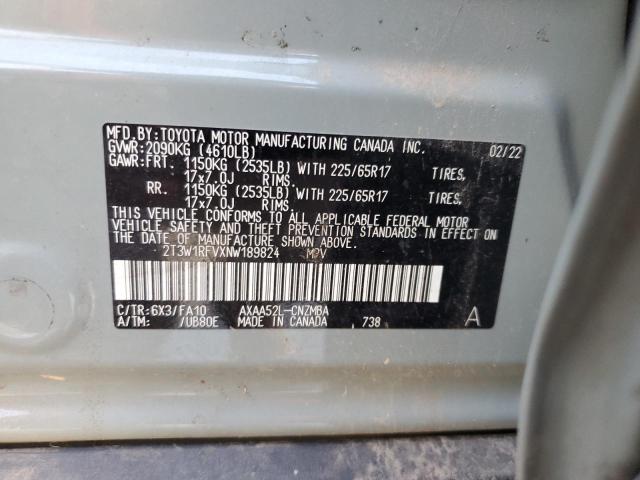 MFD. BY: TOYOTA MOTOR MANUFACTURING CANADA INC. 02/22
GVWR: 2090KG (4610LB)
GAWR: FRT. 1150KG (2535LB) WITH 225/65R17 TIRES,
17x7.0J RIMS.
RR. 1150KG (2535LB) WITH 225/65R17 TIRES,
17x7.0J RIMS.
THIS VEHICLE CONFORMS TO ALL APPLICABLE FEDERAL MOTOR
VEHICLE SAFETY AND BUMPER STANDARDS IN EFFECT ON THE
DATE OF MANUFACTURE SHOWN ABOVE.
2T3W1RFVXNW189824 MPV
C/TR: 6X3/FA10 AXAA52L-CNZMBA
A/TM: /UB80E MADE IN CANADA 738 A